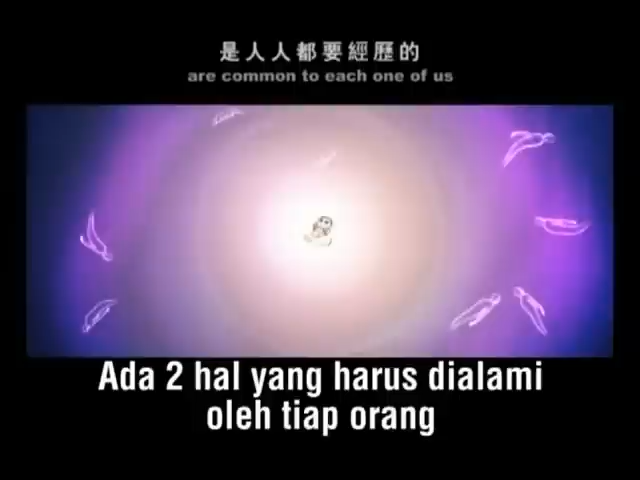 是人人都要經歷的
are common to each one of us
Ada 2 hal yang harus dialami
oleh tiap orang